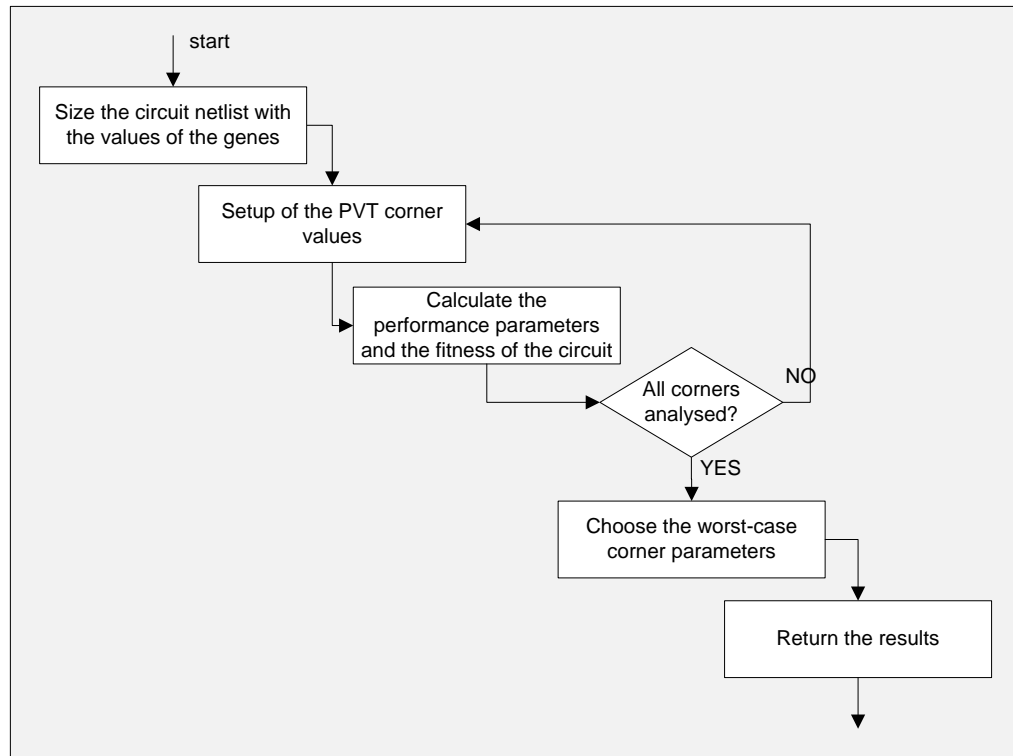 start
Size the circuit netlist with
the values of the genes
Setup of the PVT corner
values
Calculate the
performance parameters
and the fitness of the circuit
NO
All corners
analysed?
YES
Choose the worst-case
corner parameters
Return the results